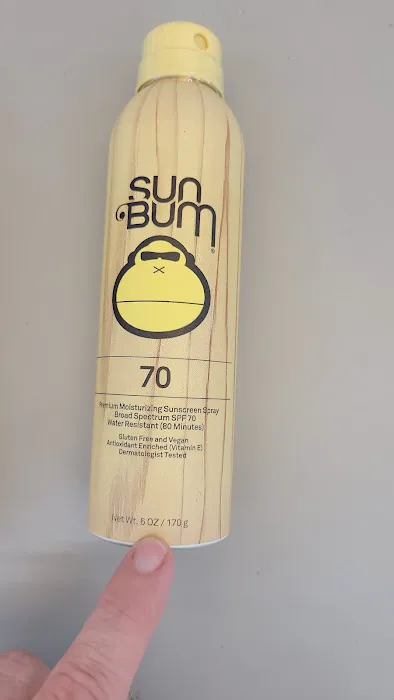 SUN
BUM
®
70
Premium Moisturizing Sunscreen Spray
Broad Spectrum SPF 70
Water Resistant (80 Minutes)
Gluten Free and Vegan
Antioxidant Enriched (Vitamin E)
Dermatologist Tested
Net Wt. 6 OZ / 170 g